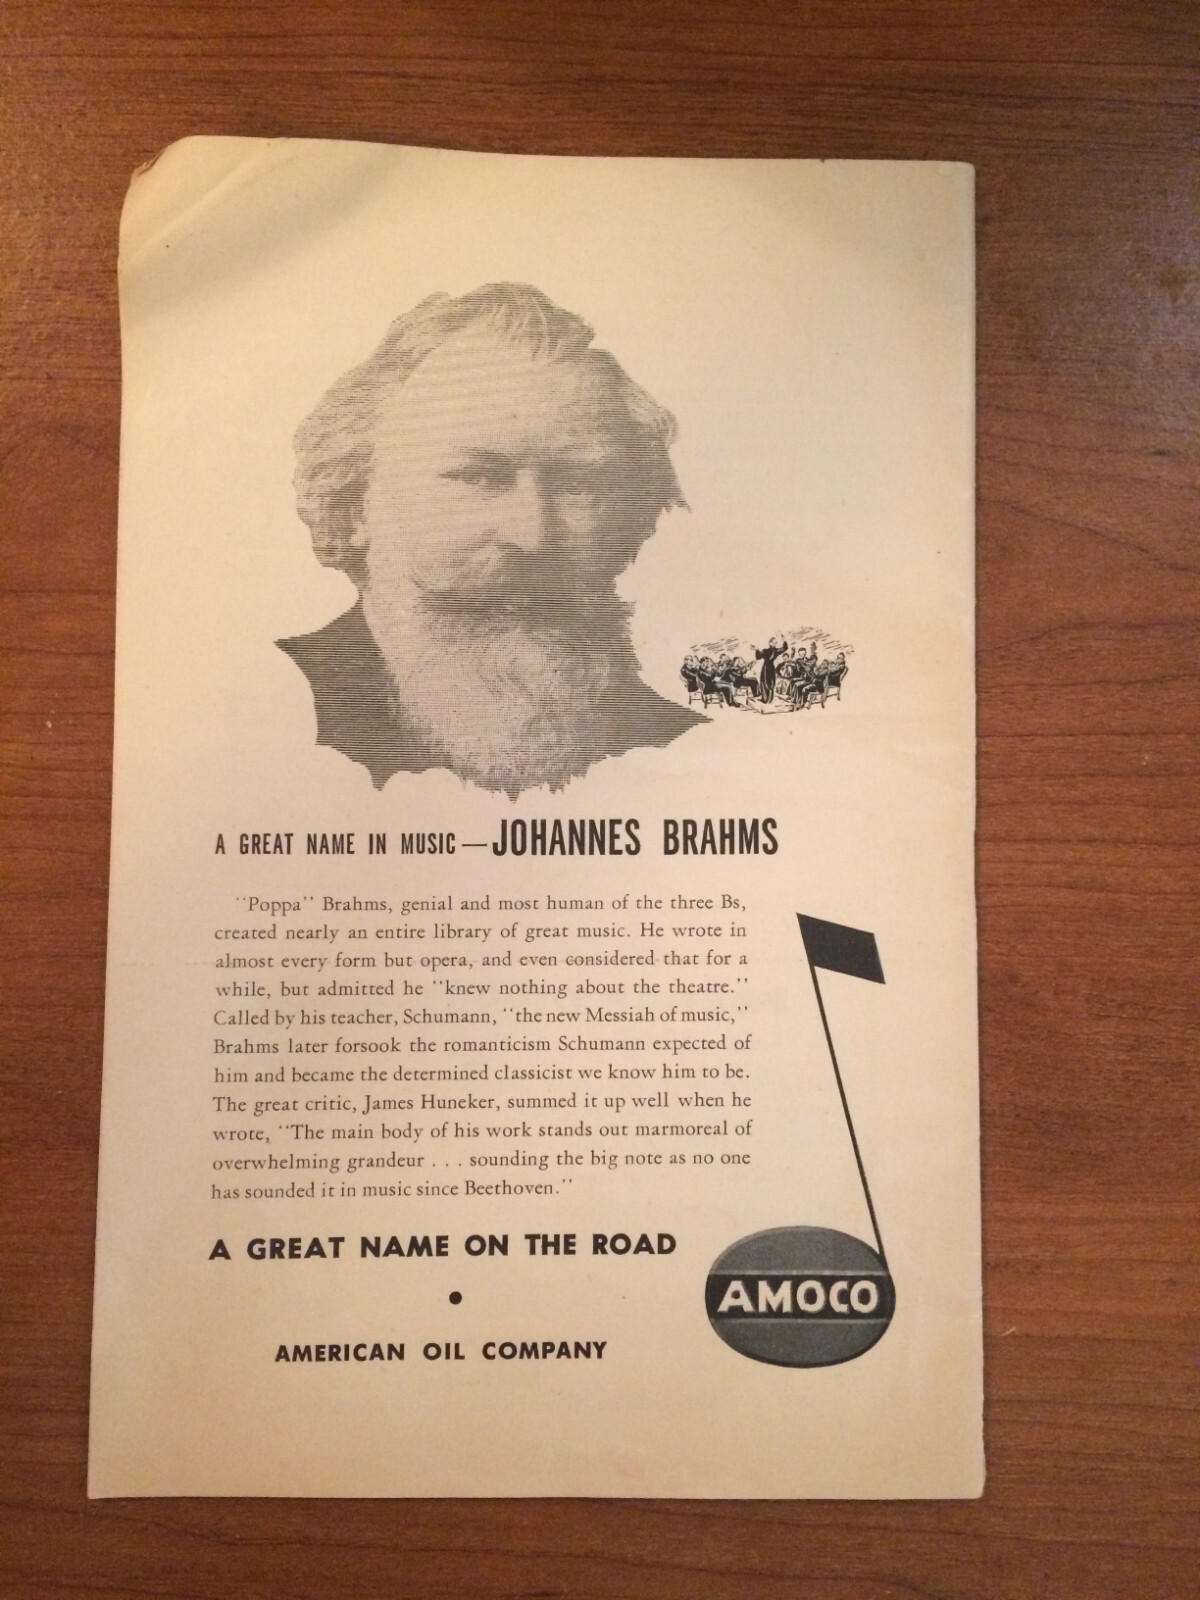 A GREAT NAME IN MUSIC—JOHANNES BRAHMS
"Poppa" Brahms, genial and most human of the three Bs,
created nearly an entire library of great music. He wrote in
almost every form but opera, and even considered that for a
while, but admitted he "knew nothing about the theatre."
Called by his teacher, Schumann, "the new Messiah of music,"
Brahms later forsook the romanticism Schumann expected of
him and became the determined classicist we know him to be.
The great critic, James Huneker, summed it up well when he
wrote, "The main body of his work stands out marmoreal of
overwhelming grandeur . . . sounding the big note as no one
has sounded it in music since Beethoven."
A GREAT NAME ON THE ROAD
•
AMERICAN OIL COMPANY
AMOCO